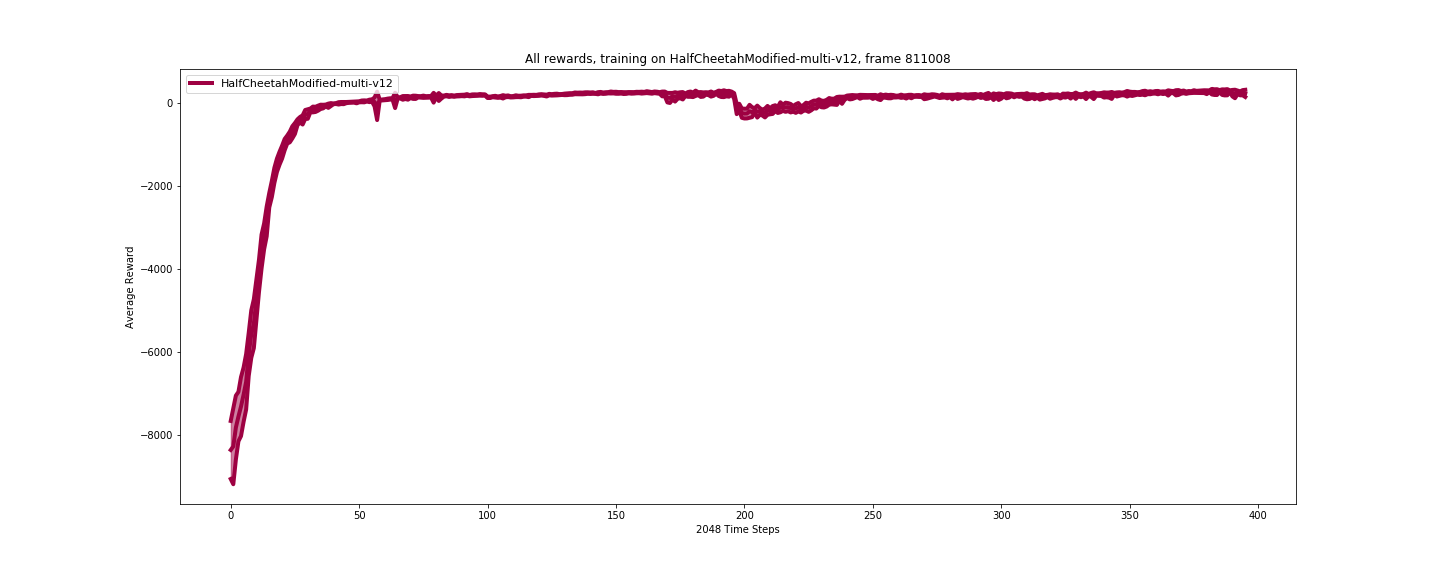 All rewards, training on HalfCheetahModified-multi-v12, frame 811008
HalfCheetahModified-multi-v12
0
−2000
−4000
−6000
−8000
Average Reward
0 50 100 150 200 250 300 350 400
2048 Time Steps